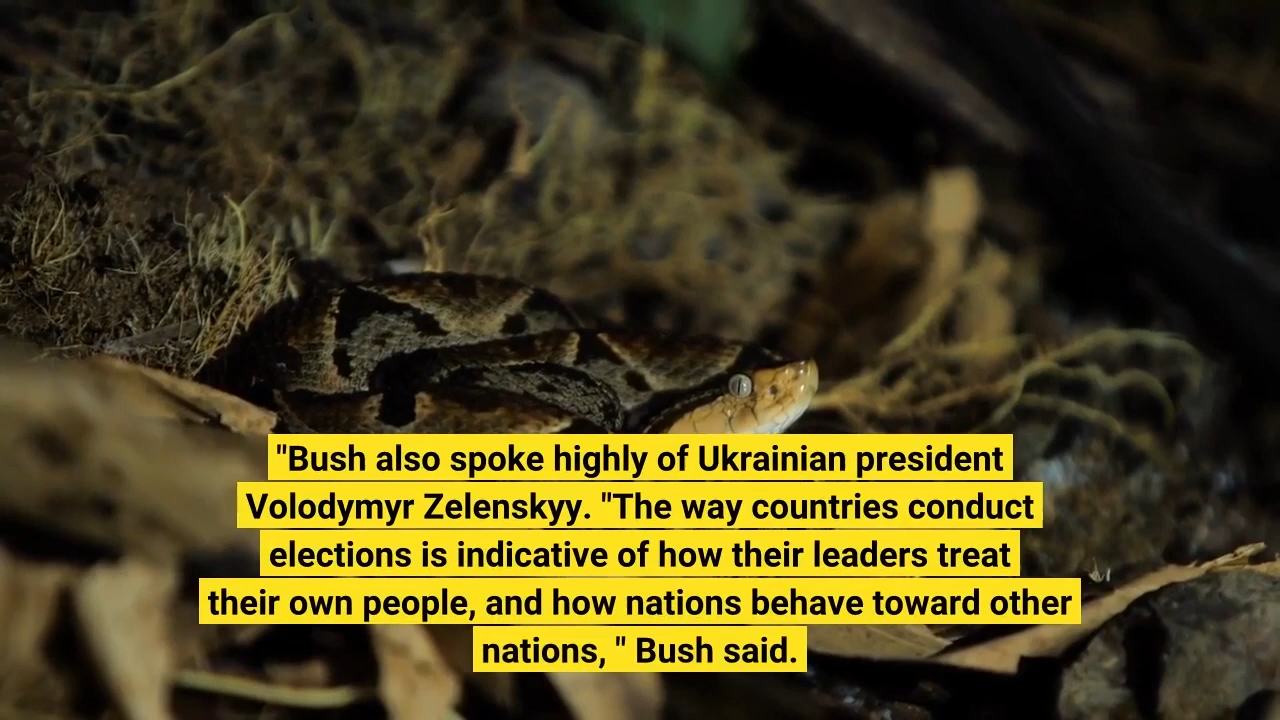 "Bush also spoke highly of Ukrainian president
Volodymyr Zelenskyy. "The way countries conduct
elections is indicative of how their leaders treat
their own people, and how nations behave toward other
nations, " Bush said.